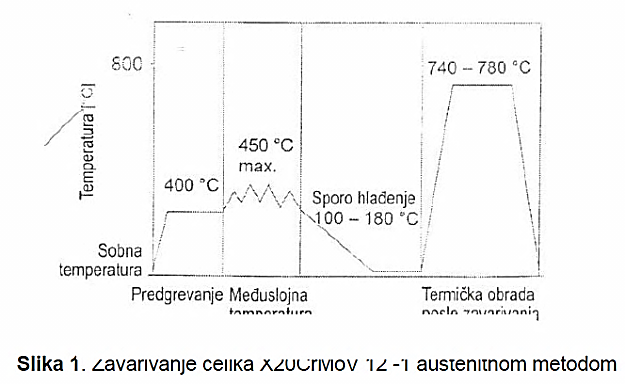 800
740 – 780 °C
Temperatura [°C]
450 °C
max.
400 °C
Sporo hlađenje
100 – 180 °C
Sobna
temperatura
Predgrevanje
Međuslojna
temperatura
Termička obrada
posle zavarivanja
Slika 1. Zavarivanje čelika X20CrMoV 12 -1 austenitnom metodom